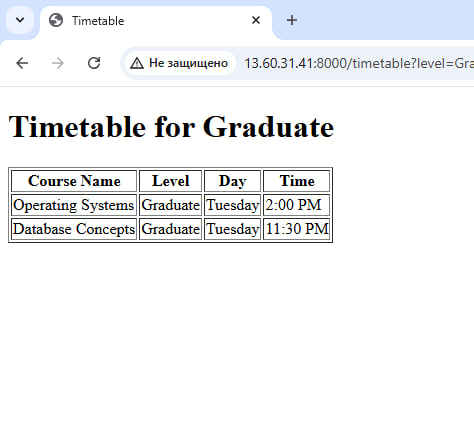 Timetable
Не защищено 13.60.31.41:8000/timetable?level=Gra
Timetable for Graduate
Course Name Level Day Time
Operating Systems Graduate Tuesday 2:00 PM
Database Concepts Graduate Tuesday 11:30 PM